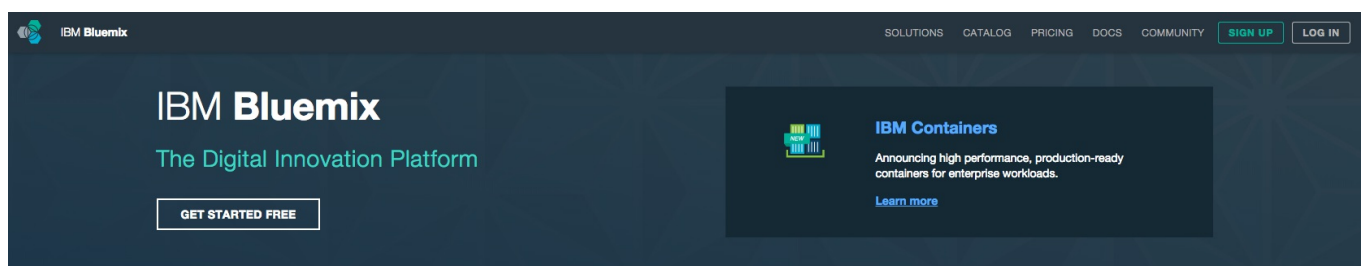 IBM Bluemix
SOLUTIONS CATALOG PRICING DOCS COMMUNITY SIGN UP LOG IN
IBM Bluemix
The Digital Innovation Platform
GET STARTED FREE
NEW
IBM Containers
Announcing high performance, production-ready
containers for enterprise workloads.
Learn more